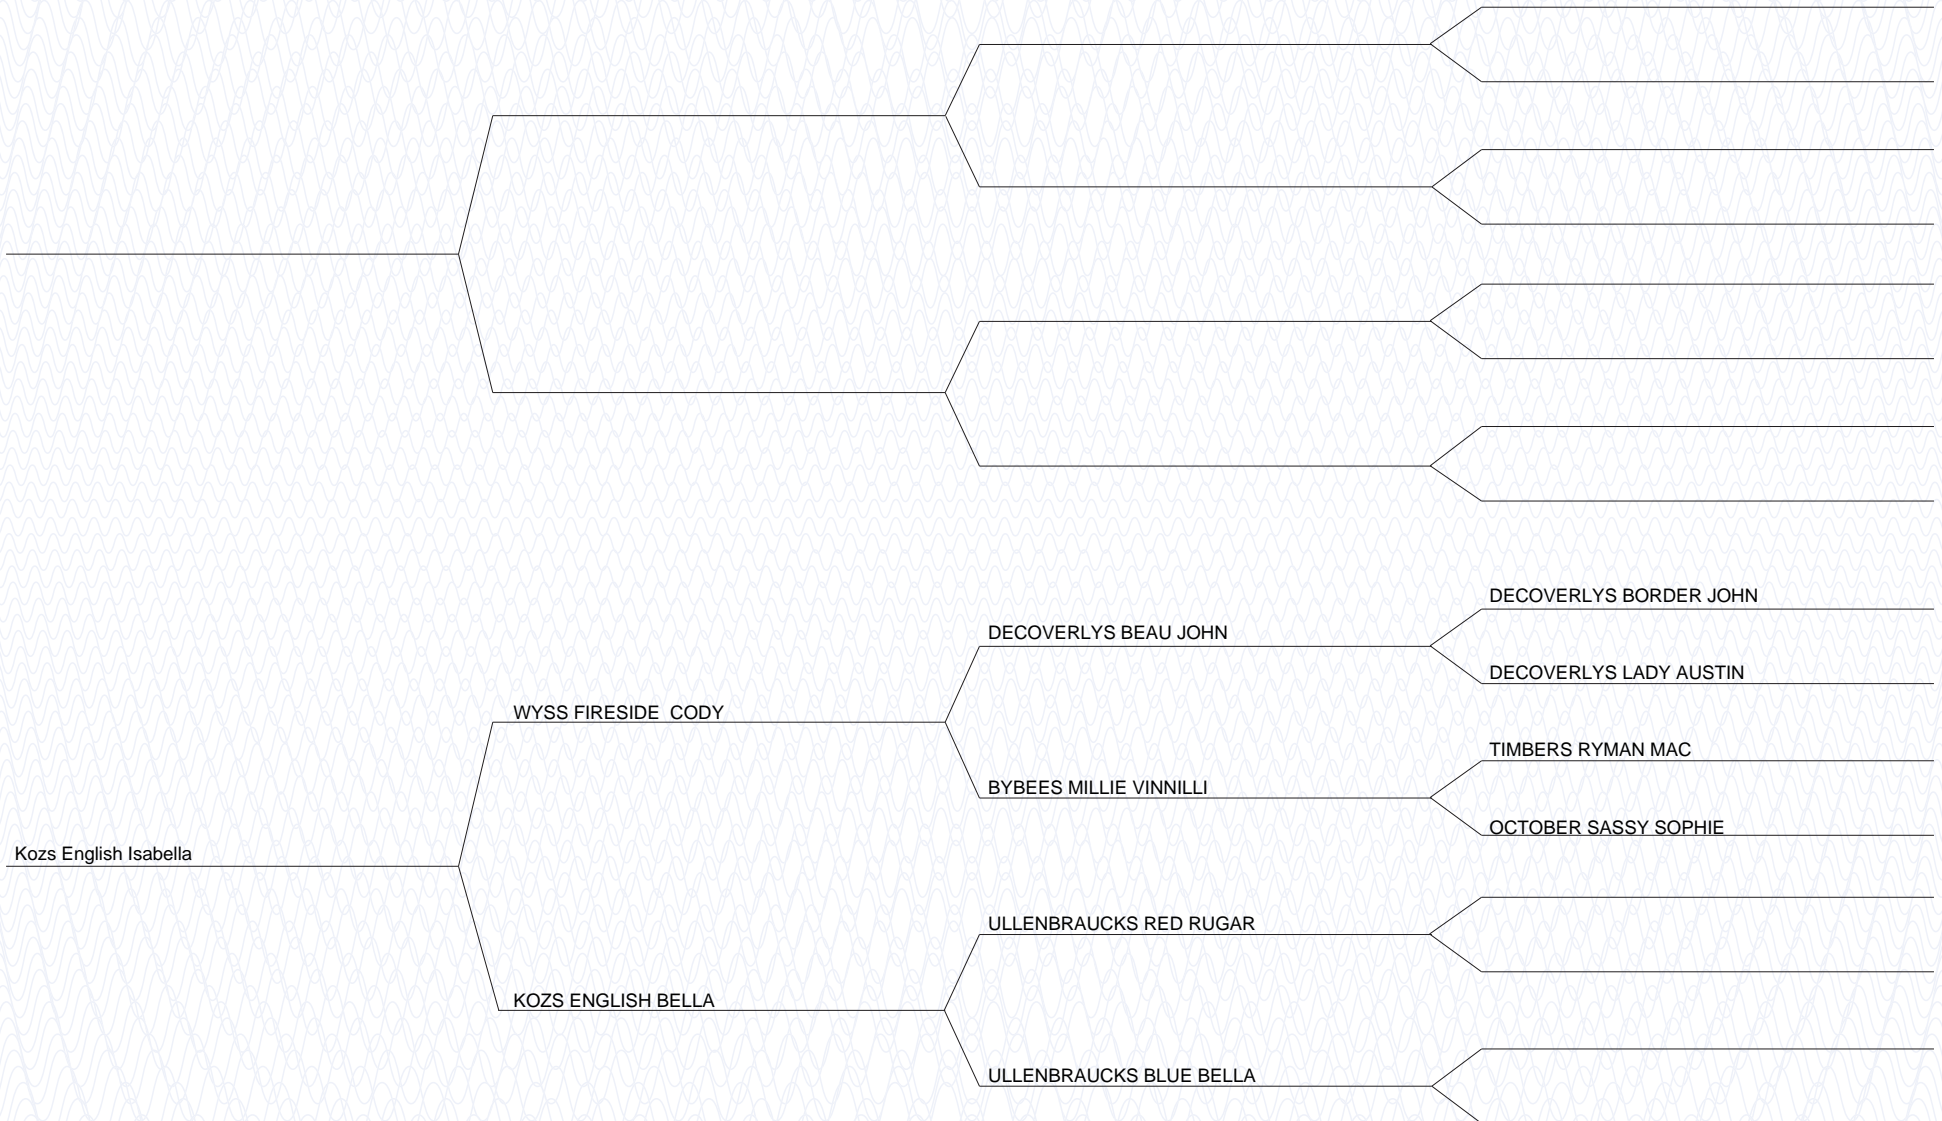 DECOVERLYS BORDER JOHN
DECOVERLYS BEAU JOHN
DECOVERLYS LADY AUSTIN
WYSS FIRESIDE  CODY
TIMBERS RYMAN MAC
BYBEES MILLIE VINNILLI
OCTOBER SASSY SOPHIE
Kozs English Isabella
ULLENBRAUCKS RED RUGAR
KOZS ENGLISH BELLA
ULLENBRAUCKS BLUE BELLA